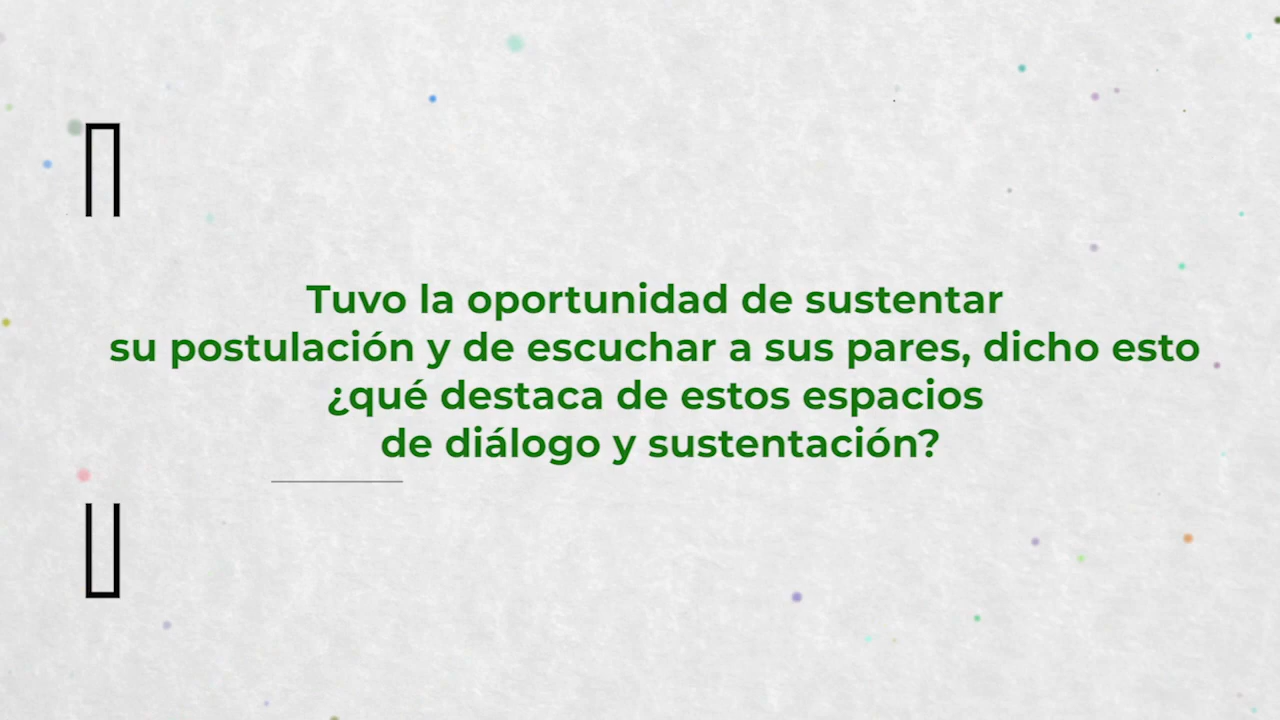 Tuvo la oportunidad de sustentar
su postulación y de escuchar a sus pares, dicho esto
¿qué destaca de estos espacios
de diálogo y sustentación?